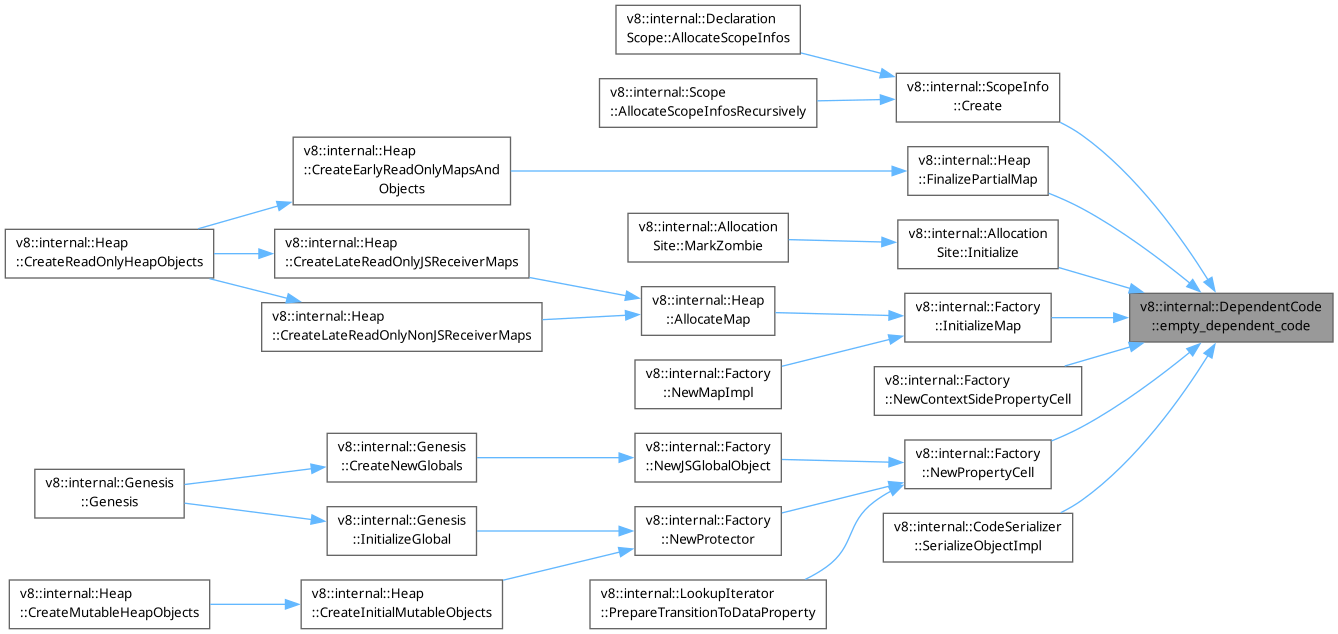 v8::internal::Declaration
Scope::AllocateScopeInfos
v8::internal::ScopeInfo
::Create
v8::internal::Scope
::AllocateScopeInfosRecursively
v8::internal::Heap
::CreateEarlyReadOnlyMapsAnd
Objects
v8::internal::Heap
::FinalizePartialMap
v8::internal::Allocation
Site::MarkZombie
v8::internal::Allocation
Site::Initialize
v8::internal::Heap
::CreateReadOnlyHeapObjects
v8::internal::Heap
::CreateLateReadOnlyJSReceiverMaps
v8::internal::Heap
::AllocateMap
v8::internal::Factory
::InitializeMap
v8::internal::DependentCode
::empty_dependent_code
v8::internal::Heap
::CreateLateReadOnlyNonJSReceiverMaps
v8::internal::Factory
::NewMapImpl
v8::internal::Factory
::NewContextSidePropertyCell
v8::internal::Genesis
::CreateNewGlobals
v8::internal::Factory
::NewJSGlobalObject
v8::internal::Factory
::NewPropertyCell
v8::internal::Genesis
::Genesis
v8::internal::Genesis
::InitializeGlobal
v8::internal::Factory
::NewProtector
v8::internal::CodeSerializer
::SerializeObjectImpl
v8::internal::Heap
::CreateMutableHeapObjects
v8::internal::Heap
::CreateInitialMutableObjects
v8::internal::LookupIterator
::PrepareTransitionToDataProperty